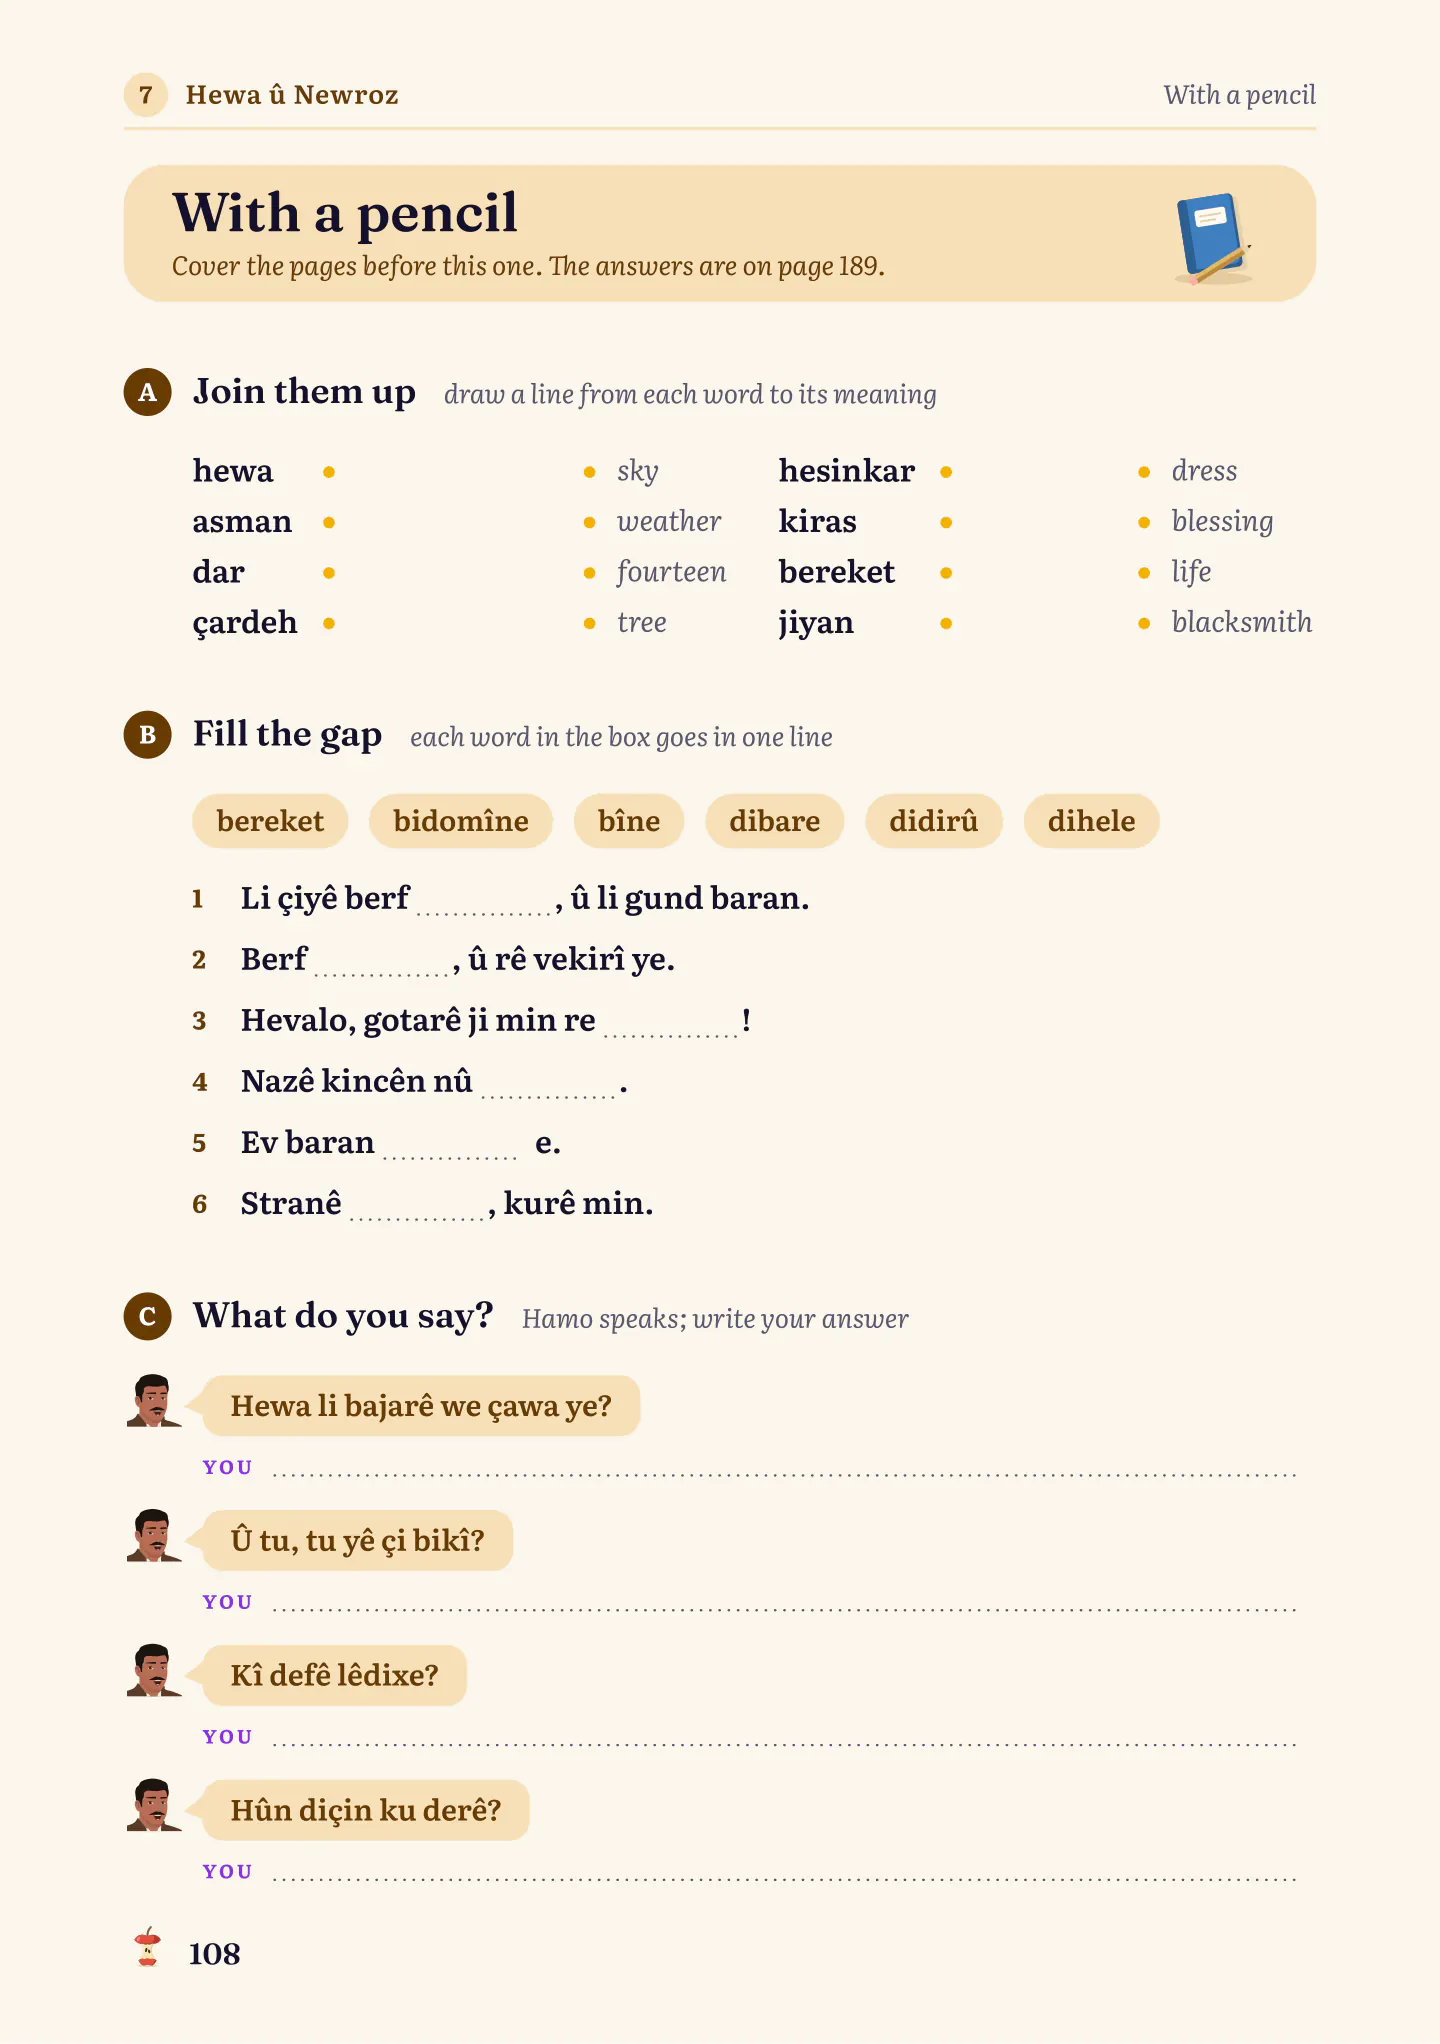 7 Hewa û Newroz With a pencil
With a pencil
Cover the pages before this one. The answers are on page 189.
A Join them up draw a line from each word to its meaning
hewa sky hesinkar dress
asman weather kiras blessing
dar fourteen bereket life
çardeh tree jiyan blacksmith
B Fill the gap each word in the box goes in one line
bereket bidomîne bîne dibare didirû dihele
1 Li çiyê berf ..............., û li gund baran.
2 Berf ..............., û rê vekirî ye.
3 Hevalo, gotarê ji min re ...............!
4 Nazê kincên nû ............... .
5 Ev baran ............... e.
6 Stranê ..............., kurê min.
C What do you say? Hamo speaks; write your answer
Hewa li bajarê we çawa ye?
YOU
Û tu, tu yê çi bikî?
YOU
Kî defê lêdixe?
YOU
Hûn diçin ku derê?
YOU
108